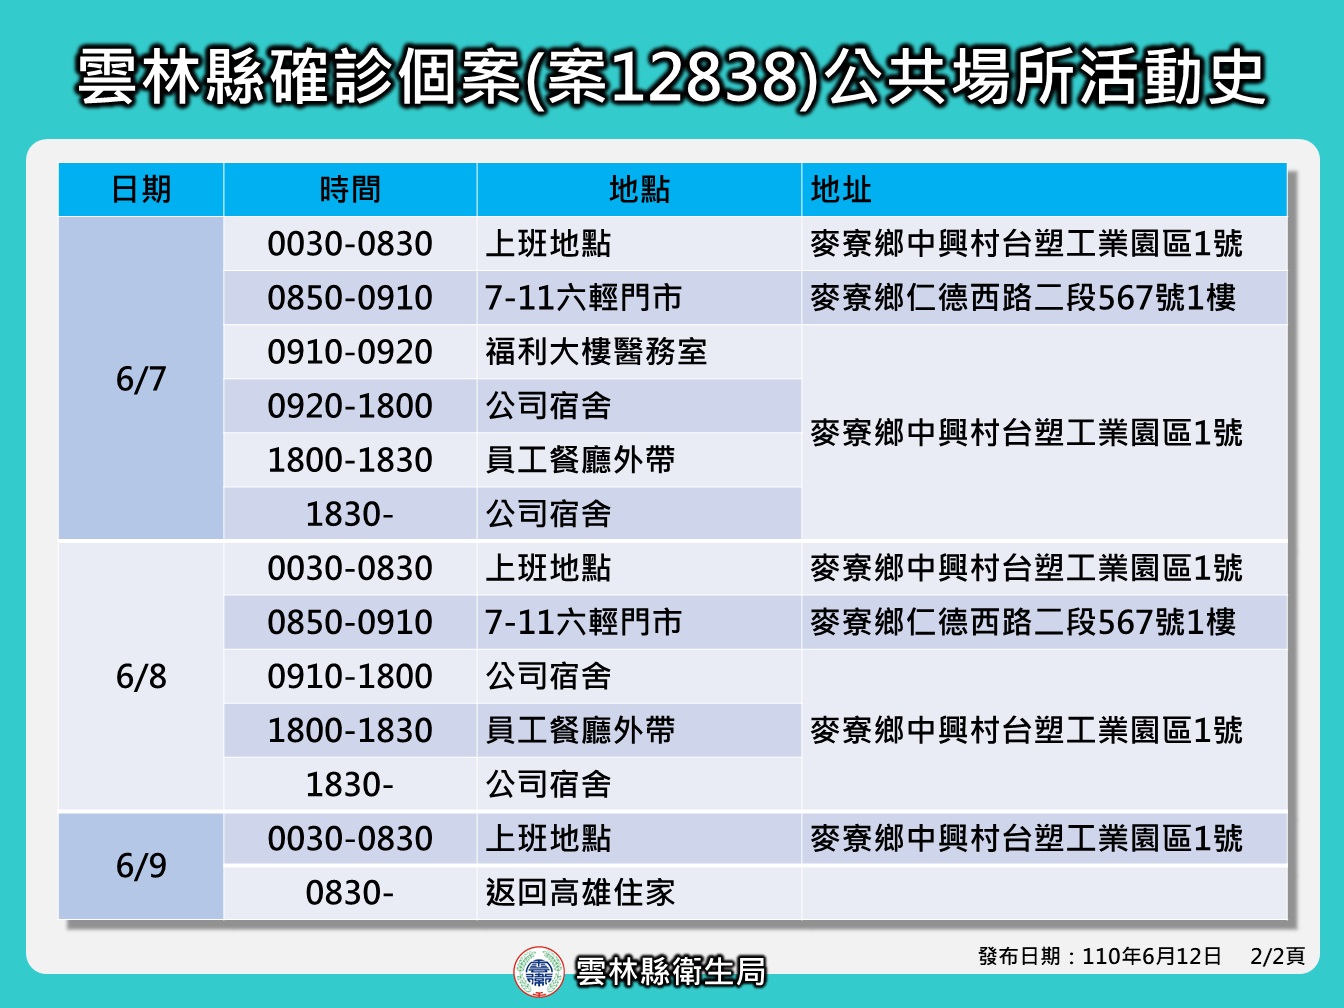 雲林縣確診個案(案12838)公共場所活動史
日期 時間 地點 地址
6/7
0030-0830 上班地點 麥寮鄉中興村台塑工業園區1號
0850-0910 7-11六輕門市 麥寮鄉仁德西路二段567號1樓
0910-0920 福利大樓醫務室
0920-1800 公司宿舍
麥寮鄉中興村台塑工業園區1號
1800-1830 員工餐廳外帶
1830- 公司宿舍
6/8
0030-0830 上班地點 麥寮鄉中興村台塑工業園區1號
0850-0910 7-11六輕門市 麥寮鄉仁德西路二段567號1樓
0910-1800 公司宿舍
1800-1830 員工餐廳外帶 麥寮鄉中興村台塑工業園區1號
1830- 公司宿舍
6/9
0030-0830 上班地點 麥寮鄉中興村台塑工業園區1號
0830- 返回高雄住家
雲林縣衛生局
發布日期：110年6月12日 2/2頁